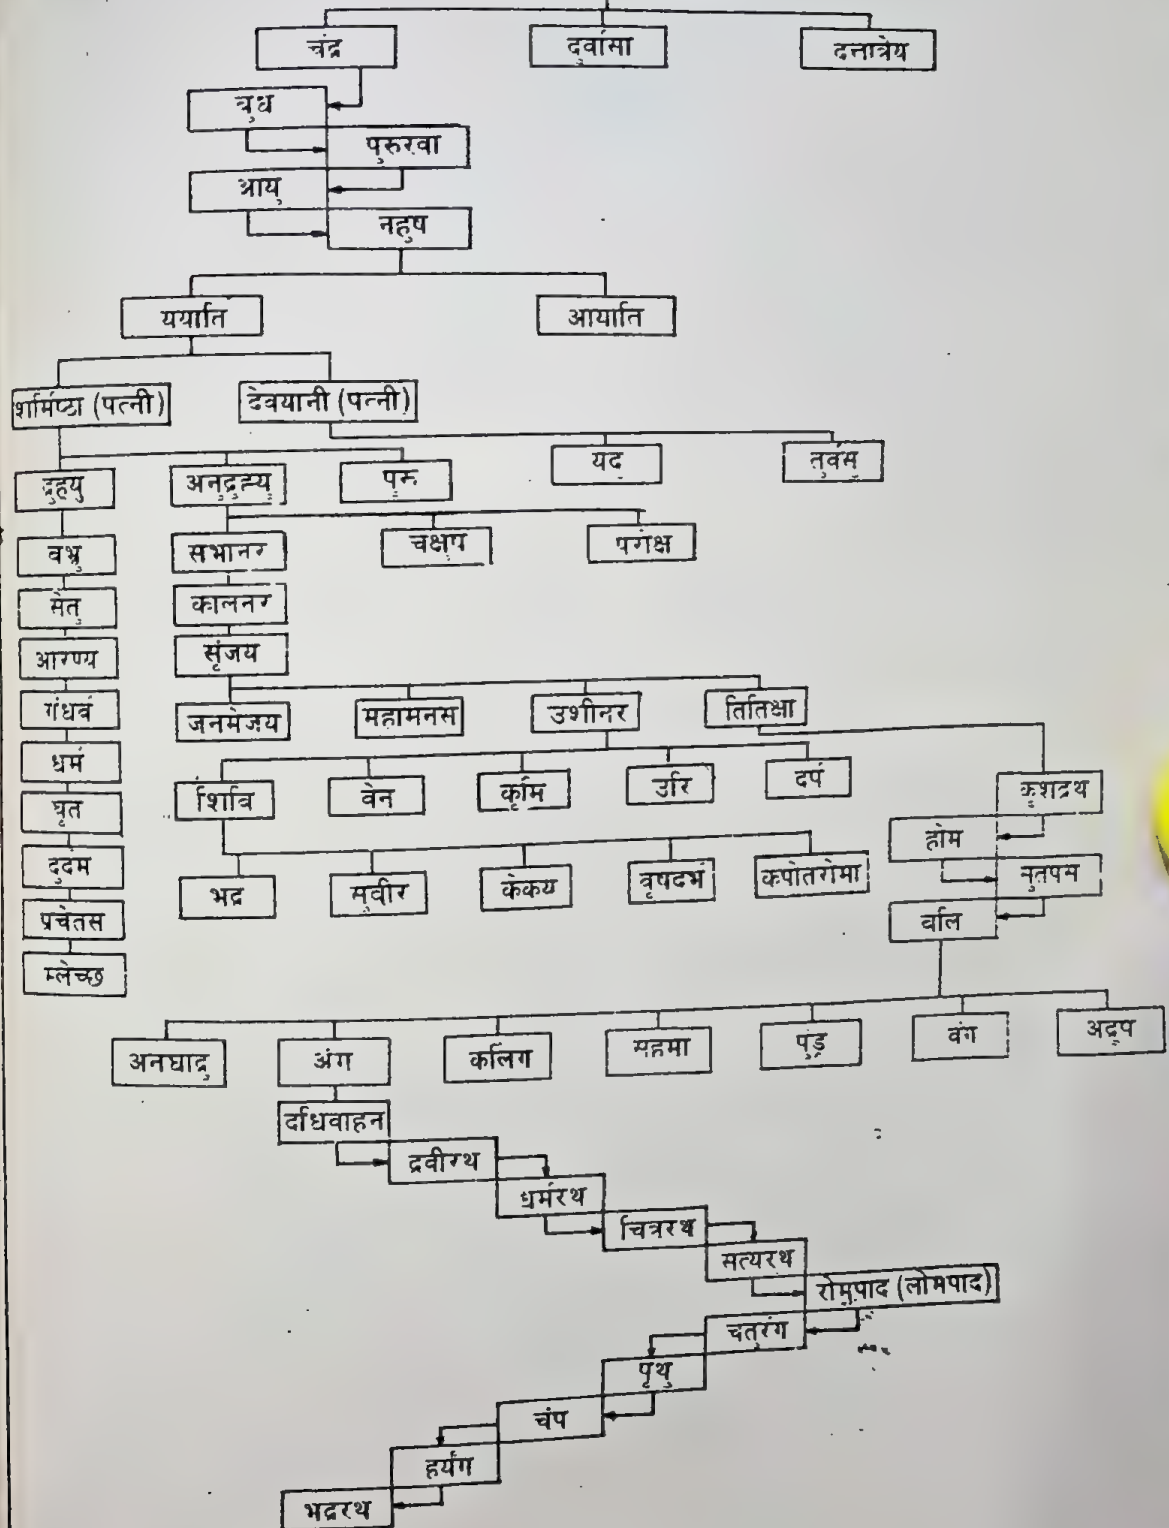 चंद्र दुर्वासा दत्तात्रेय
बुध
पुरुरवा
आयु
नहुष
ययाति आयाति
शर्मिष्ठा (पत्नी) देवयानी (पत्नी)
यदु तुर्वसु
द्रुहयु अनुद्रुह्यु पुरू
सभानर चक्षुष परोक्ष
बभ्रु
सेतु कालनर
आरण्य सृंजय
गंधर्व जनमेजय महामनस उशीनर तितिक्षा
धर्म
शिवि वेन कृमि उरि दर्प कृशद्रथ
घृत
होम
दुर्दम भद्र सुवीर केकय वृषदर्भ कपोतरोमा सुतपस
प्रचेतस बलि
म्लेच्छ
अनघाद्रु अंग कलिंग पुंड्र वंग अद्रुप
दधिवाहन
द्रवीरथ
धर्मरथ
चित्ररथ
सत्यरथ
रोमुपाद (लोमपाद)
चतुरंग
पृथु
चंप
हर्यंग
भद्ररथ